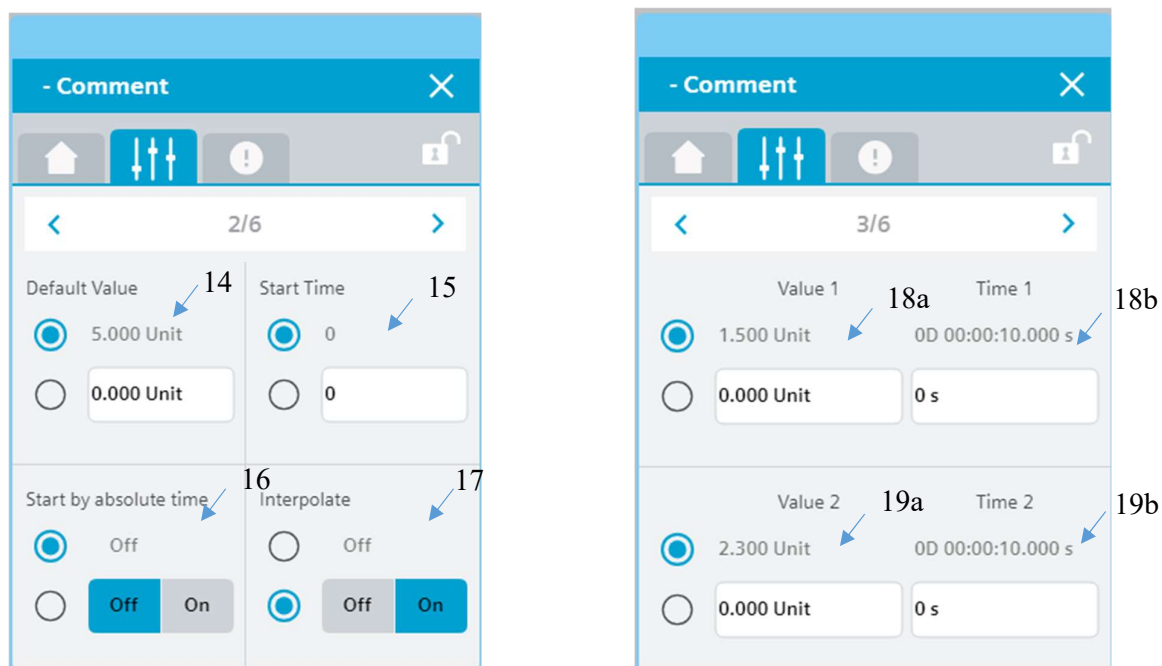 - Comment
2/6
Default Value
14
Start Time
15
5.000 Unit
0
0.000 Unit
0
Start by absolute time
16
Interpolate
17
Off
Off
Off On
Off On
- Comment
3/6
Value 1
18a
Time 1
18b
1.500 Unit
0D 00:00:10.000 s
0.000 Unit
0 s
Value 2
19a
Time 2
19b
2.300 Unit
0D 00:00:10.000 s
0.000 Unit
0 s